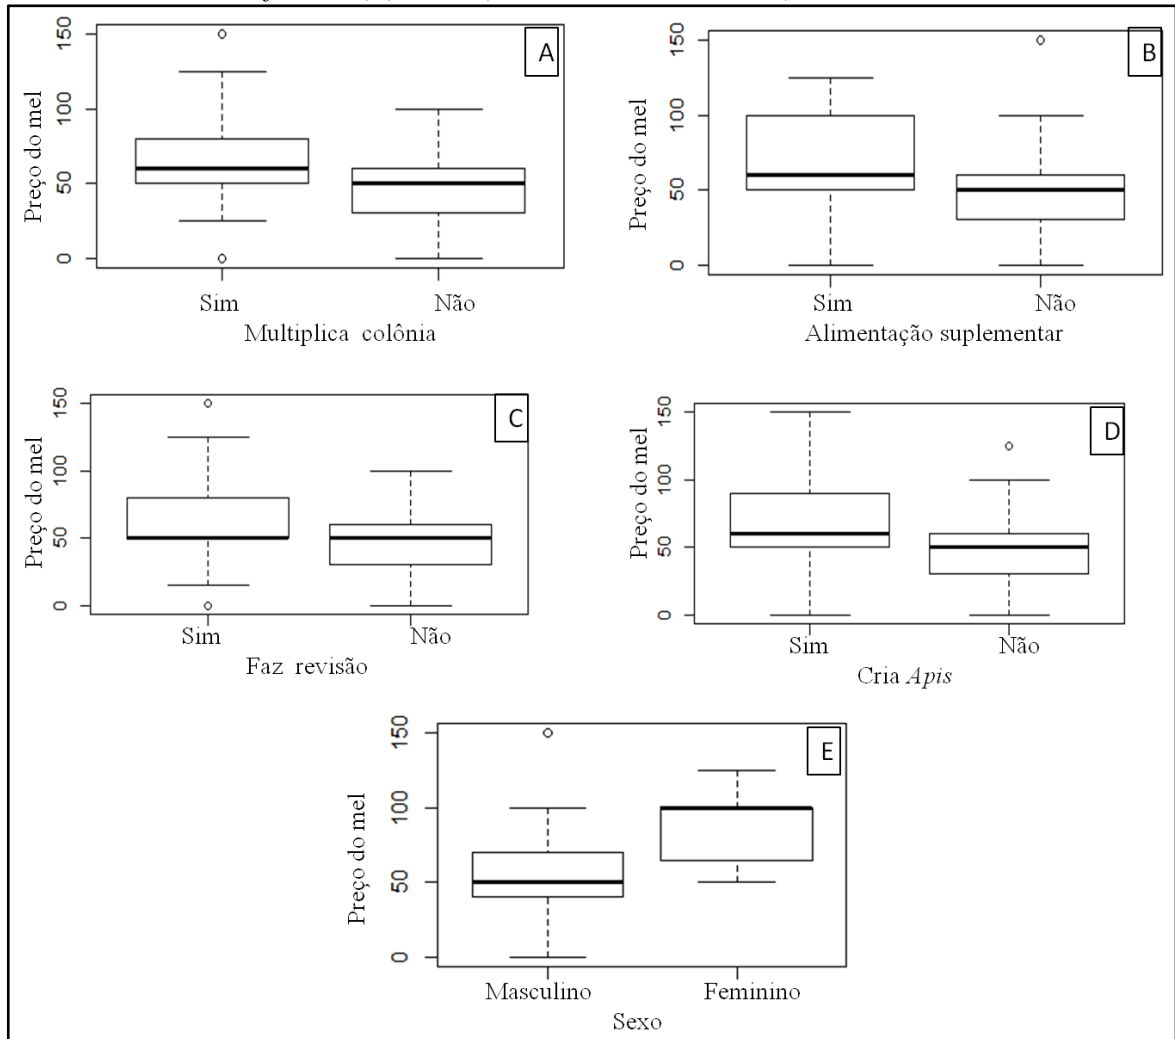 A
Preço do mel
150
100
50
0
Sim
Não
Multiplica colônia
B
Preço do mel
150
100
50
0
Sim
Não
Alimentação suplementar
C
Preço do mel
150
100
50
0
Sim
Não
Faz revisão
D
Preço do mel
150
100
50
0
Sim
Não
Cria Apis
E
Preço do mel
150
100
50
0
Masculino
Feminino
Sexo